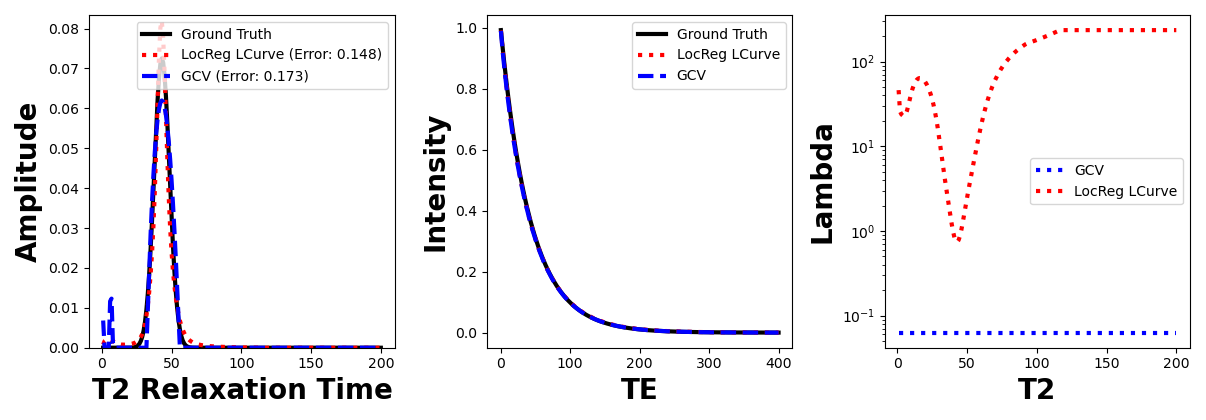 Amplitude
0.08
0.07
0.06
0.05
0.04
0.03
0.02
0.01
0.00
0
50
100
150
200
T2 Relaxation Time
Ground Truth
LocReg LCurve (Error: 0.148)
GCV (Error: 0.173)
Intensity
1.0
0.8
0.6
0.4
0.2
0.0
0
100
200
300
400
TE
Ground Truth
LocReg LCurve
GCV
Lambda
10²
10¹
10⁰
10⁻¹
0
50
100
150
200
T2
GCV
LocReg LCurve